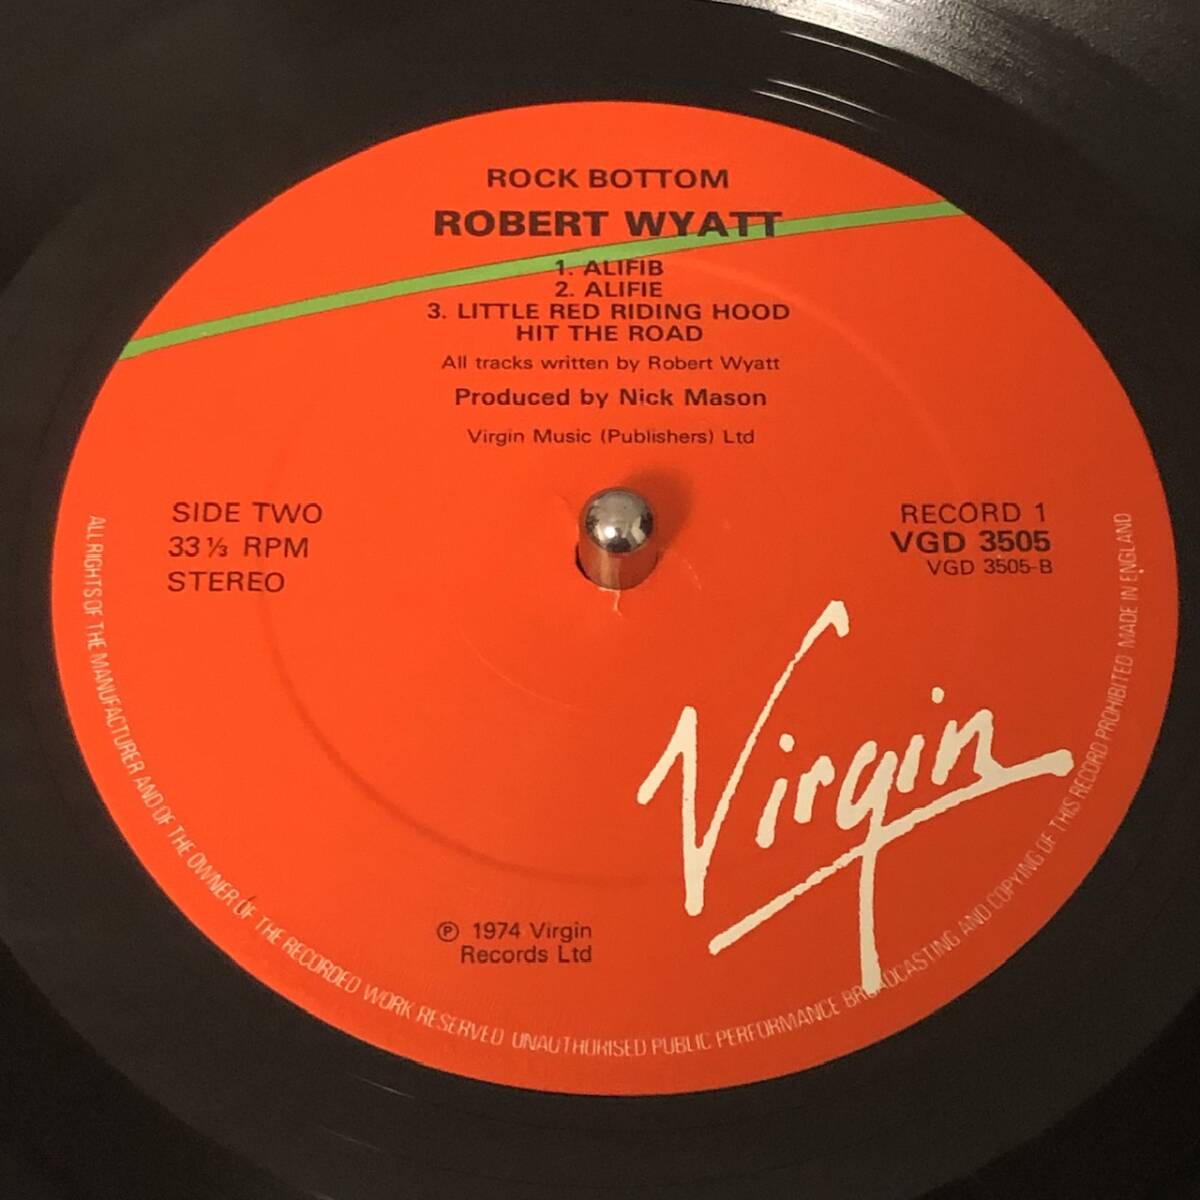 ROCK BOTTOM
ROBERT WYATT
1. ALIFIB
2. ALIFIE
3. LITTLE RED RIDING HOOD
HIT THE ROAD
All tracks written by Robert Wyatt
Produced by Nick Mason
Virgin Music (Publishers) Ltd
SIDE TWO
33 ⅓ RPM
STEREO
RECORD 1
VGD 3505
VGD 3505-B
Virgin
℗ 1974 Virgin
Records Ltd
ALL RIGHTS OF THE MANUFACTURER AND OF THE OWNER OF THE RECORDED WORK RESERVED UNAUTHORISED PUBLIC PERFORMANCE BROADCASTING AND COPYING OF THIS RECORD PROHIBITED MADE IN ENGLAND